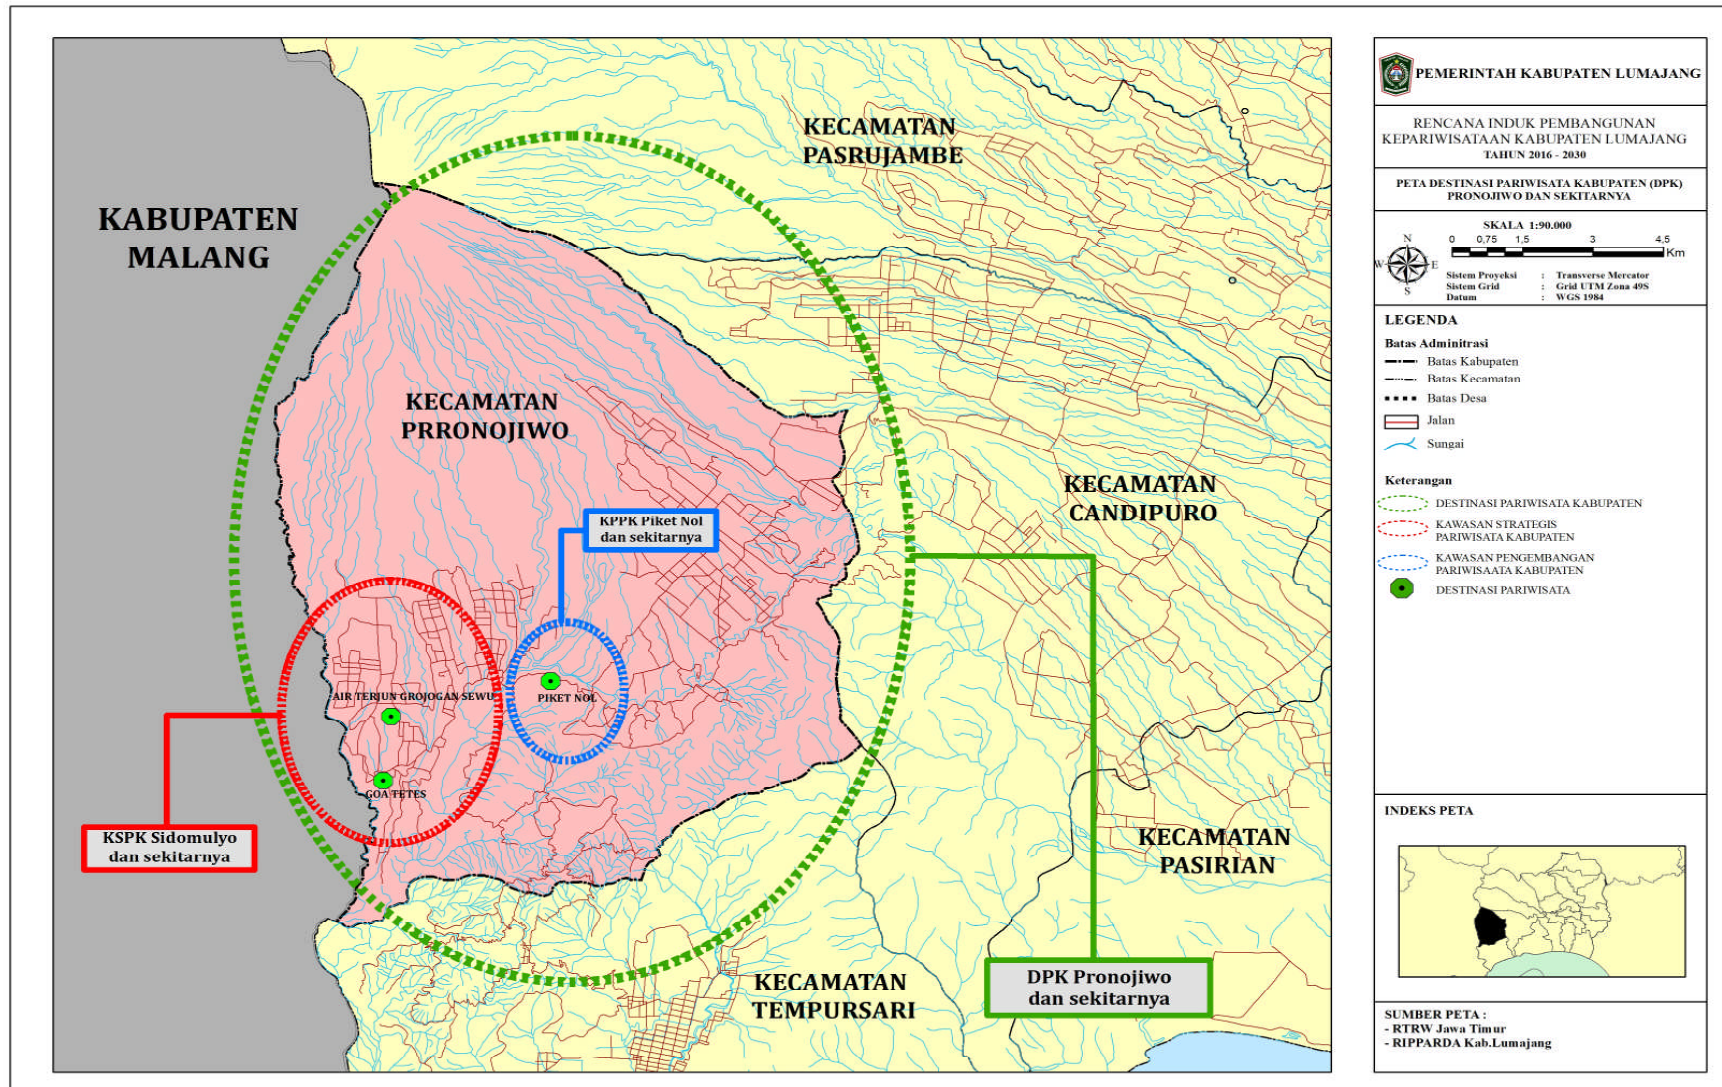 KABUPATEN
MALANG
KECAMATAN
PASRUJAMBE
KECAMATAN
PRRONOJIWO
KECAMATAN
CANDIPURO
KPPK Piket Nol
dan sekitarnya
AIR TERJUN GROJOGAN SEWU
PIKET NOL
GOA TETES
KSPK Sidomulyo
dan sekitarnya
KECAMATAN
PASIRIAN
KECAMATAN
TEMPURSARI
DPK Pronojiwo
dan sekitarnya
PEMERINTAH KABUPATEN LUMAJANG
RENCANA INDUK PEMBANGUNAN
KEPARIWISATAAN KABUPATEN LUMAJANG
TAHUN 2016 - 2030
PETA DESTINASI PARIWISATA KABUPATEN (DPK)
PRONOJIWO DAN SEKITARNYA
SKALA 1:90.000
0 0,75 1,5 3 4,5
Km
N
W E
S
Sistem Proyeksi : Transverse Mercator
Sistem Grid : Grid UTM Zona 49S
Datum : WGS 1984
LEGENDA
Batas Adminitrasi
Batas Kabupaten
Batas Kecamatan
Batas Desa
Jalan
Sungai
Keterangan
DESTINASI PARIWISATA KABUPATEN
KAWASAN STRATEGIS
PARIWISATA KABUPATEN
KAWASAN PENGEMBANGAN
PARIWISAATA KABUPATEN
DESTINASI PARIWISATA
INDEKS PETA
SUMBER PETA :
- RTRW Jawa Timur
- RIPPARDA Kab.Lumajang